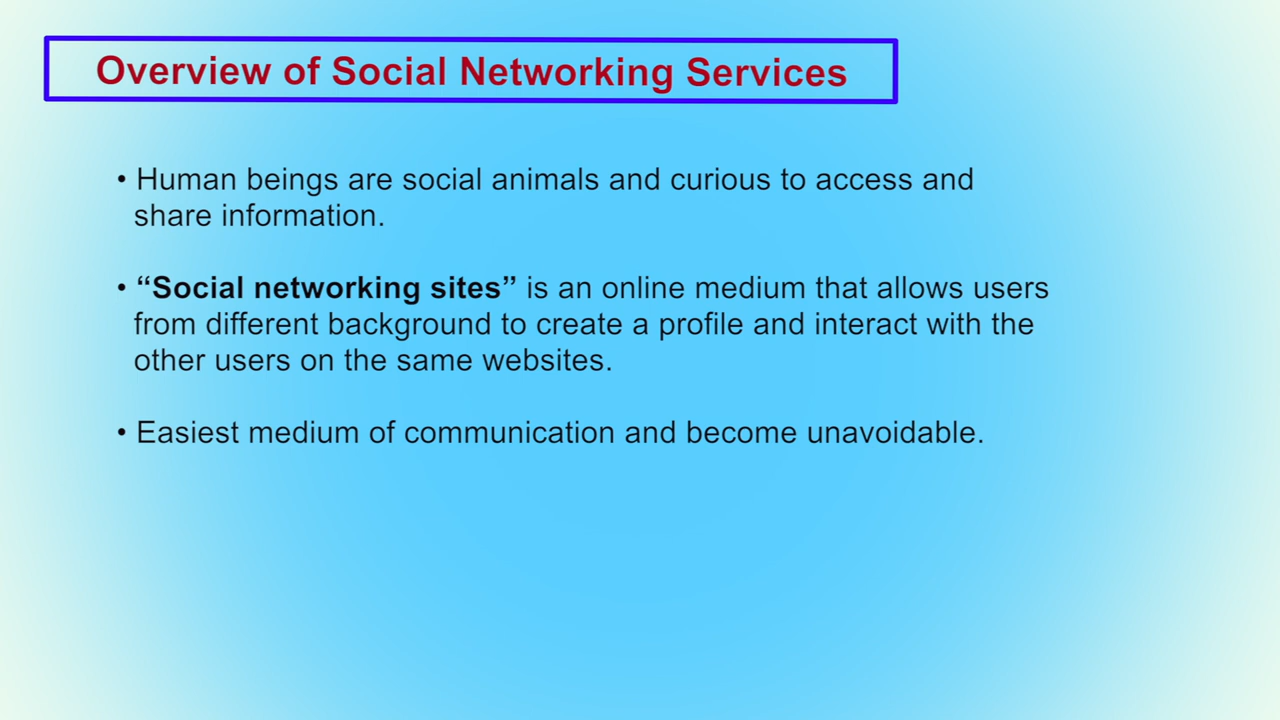 Overview of Social Networking Services
• Human beings are social animals and curious to access and
share information.
• “Social networking sites” is an online medium that allows users
from different background to create a profile and interact with the
other users on the same websites.
• Easiest medium of communication and become unavoidable.